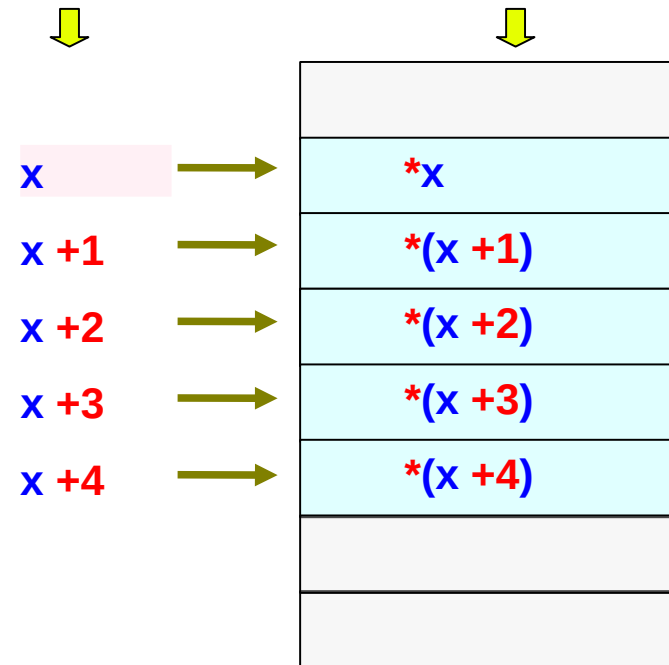 x *x
x +1 *(x +1)
x +2 *(x +2)
x +3 *(x +3)
x +4 *(x +4)